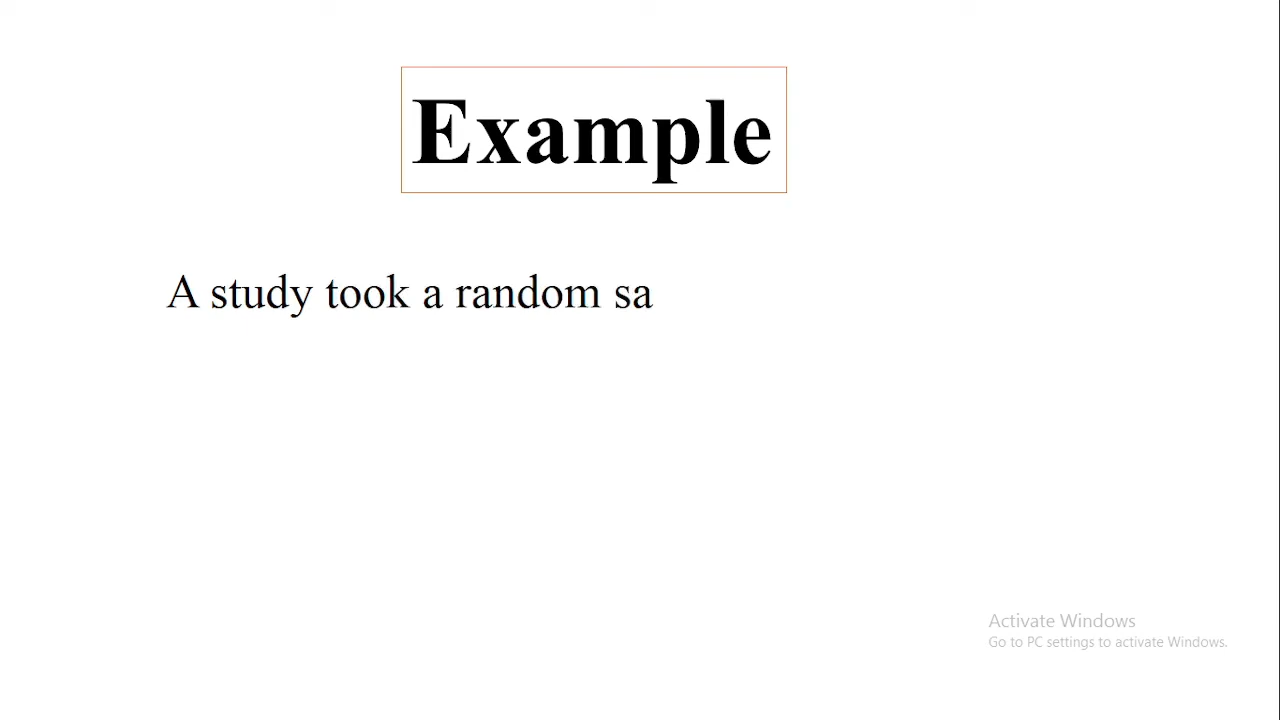 Example
A study took a random sa
Activate Windows
Go to PC settings to activate Windows.